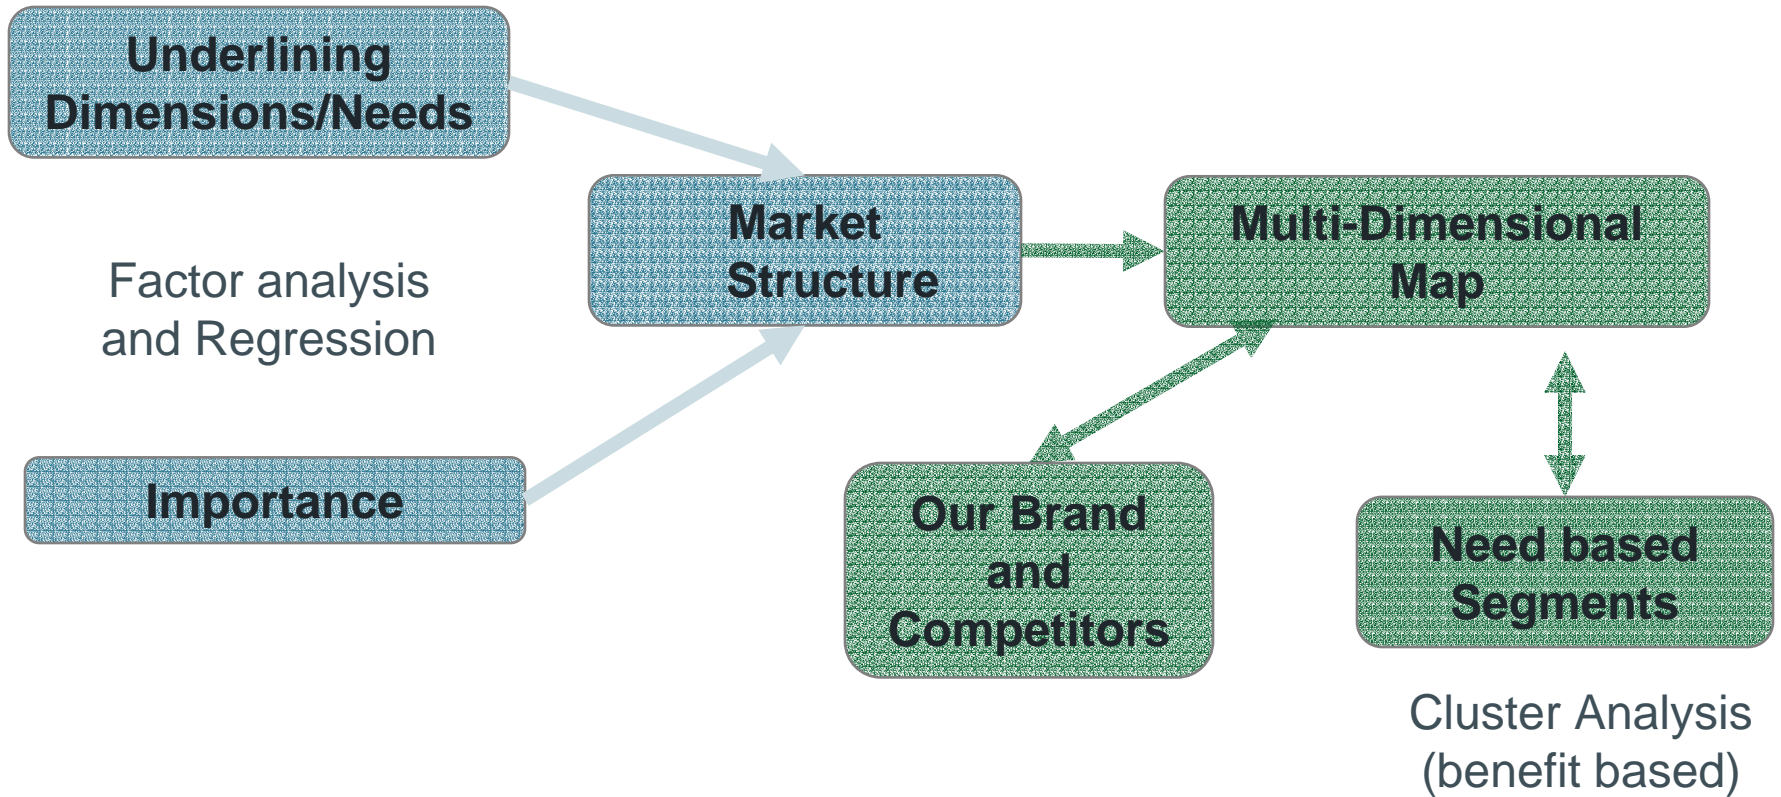 Underlining
Dimensions/Needs
Market
Structure
Multi-Dimensional
Map
Factor analysis
and Regression
Importance
Our Brand
and
Competitors
Need based
Segments
Cluster Analysis
(benefit based)